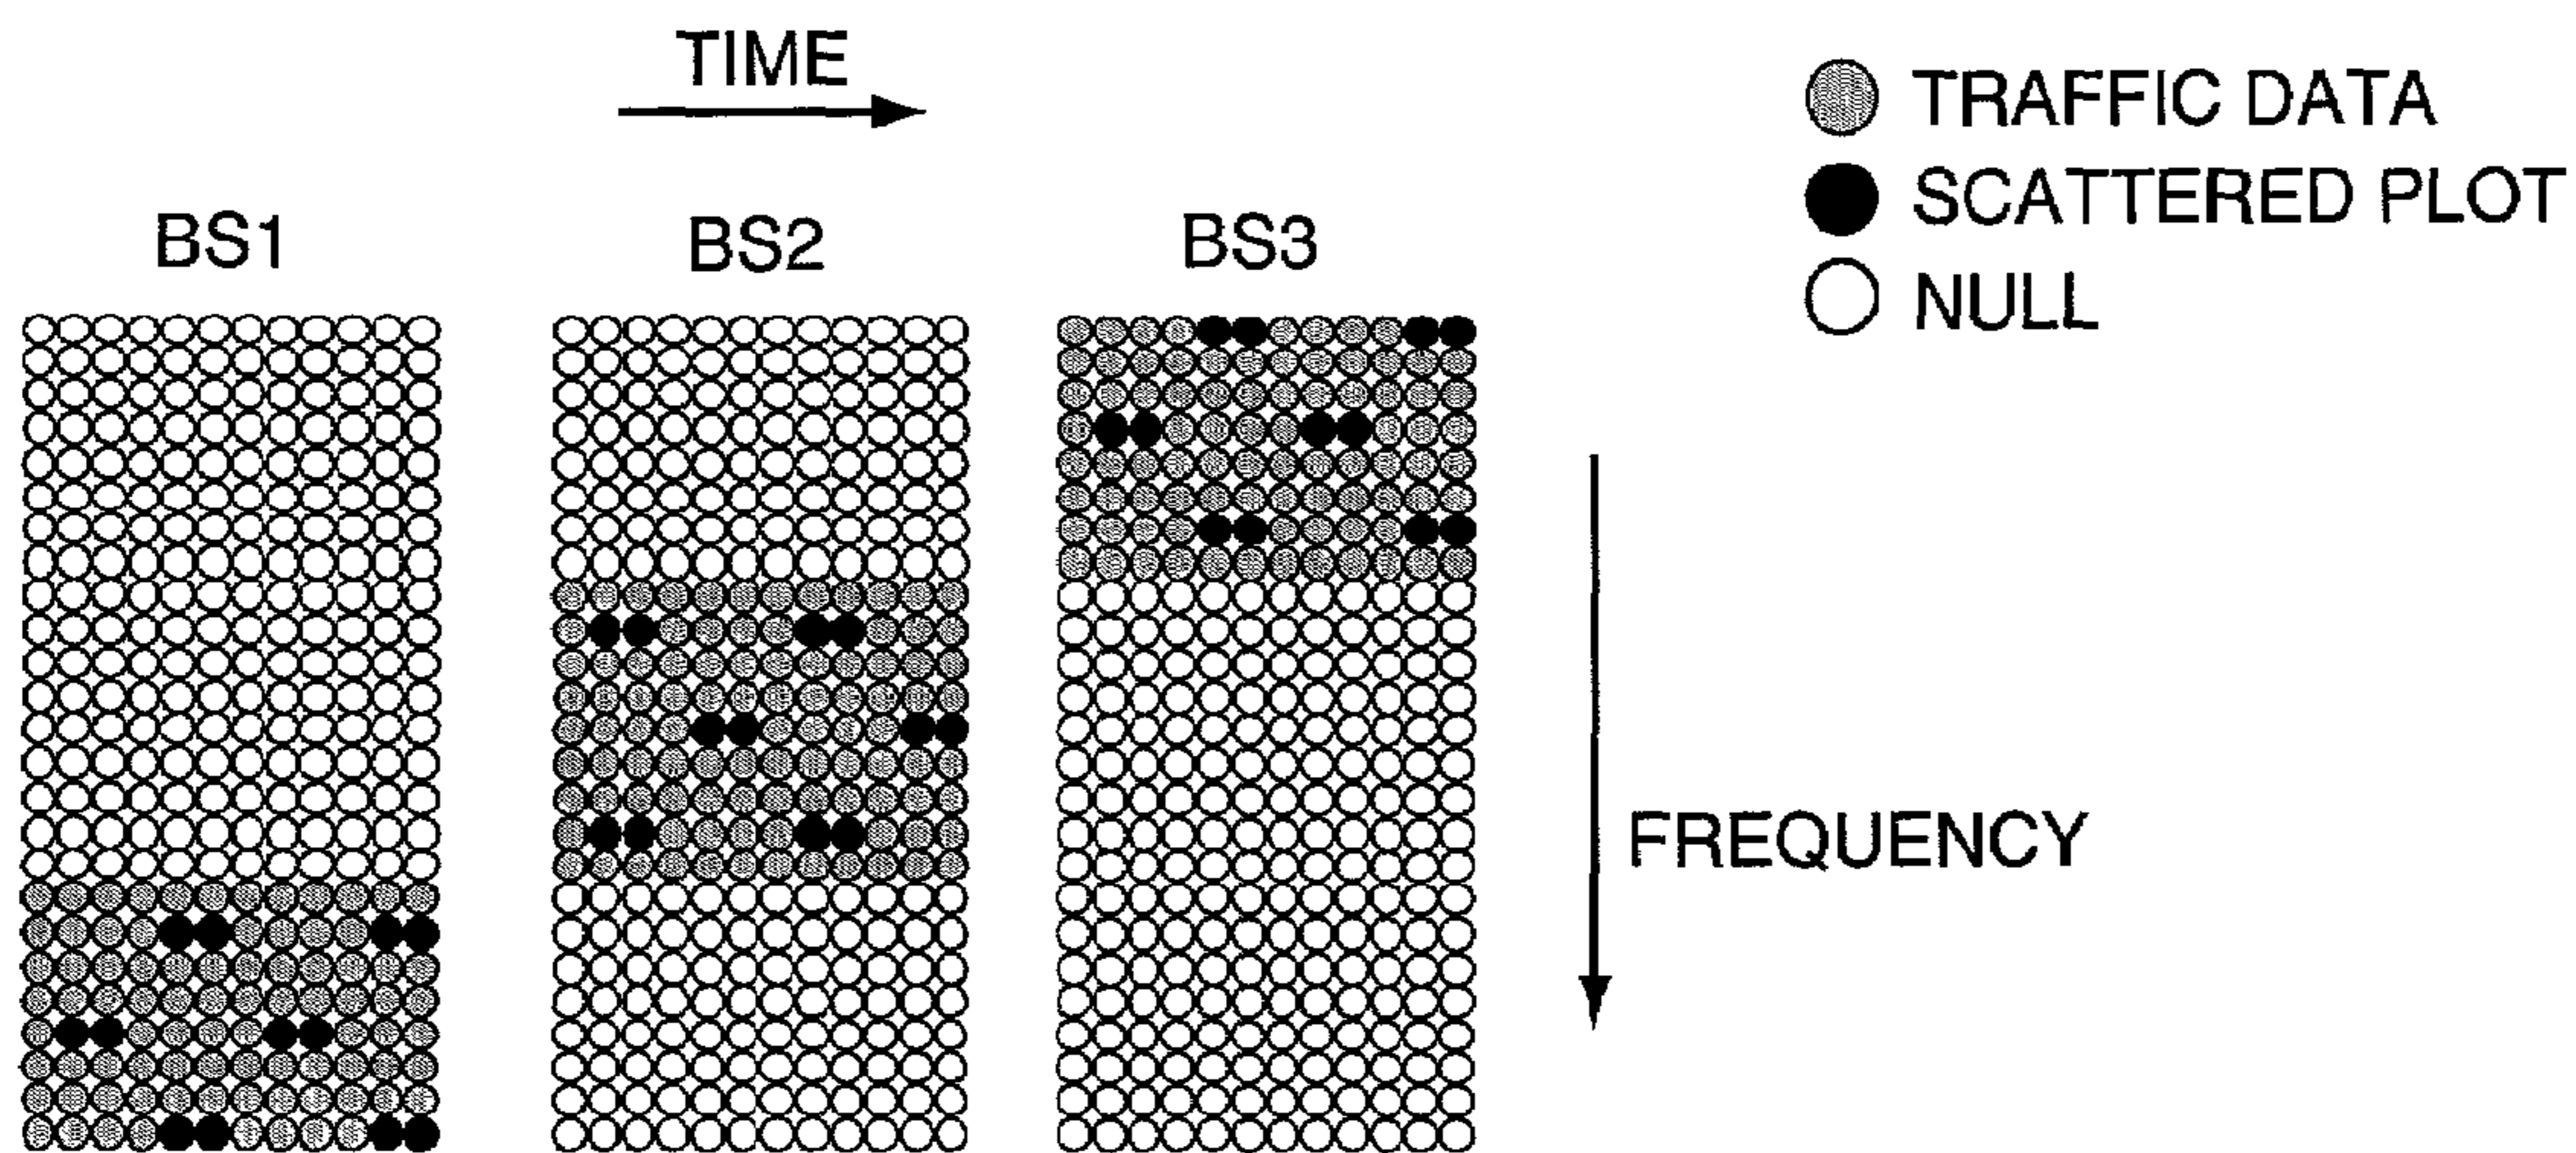 TIME
TRAFFIC DATA
SCATTERED PLOT
NULL
BS1
BS2
BS3
FREQUENCY